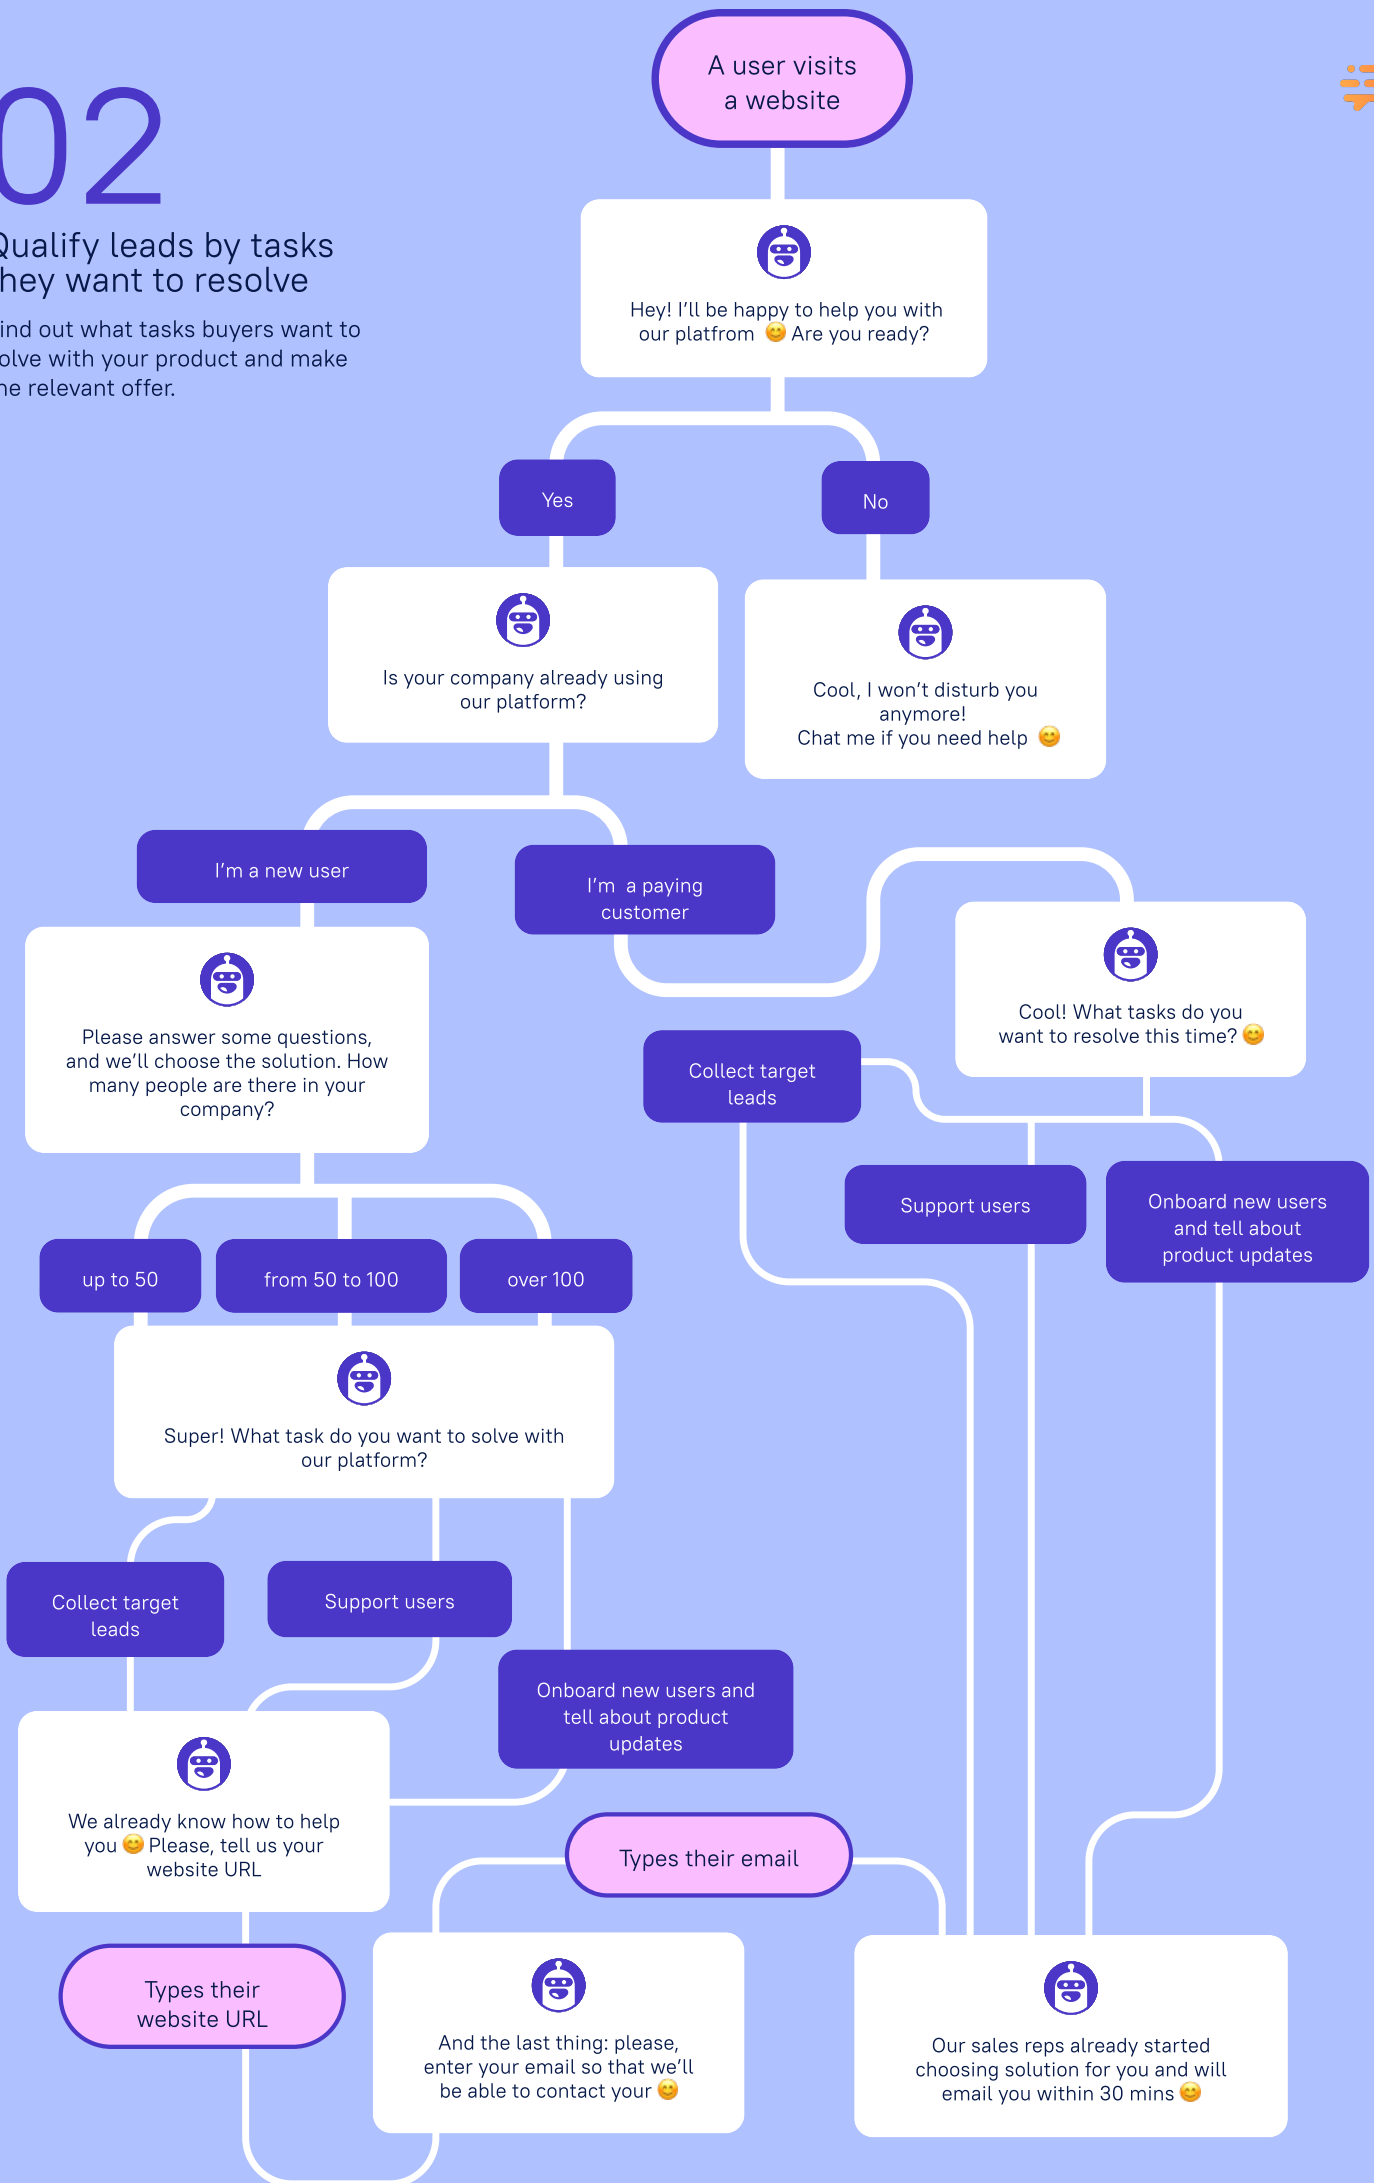 A user visits
a website
02
Qualify leads by tasks
hey want to resolve
ind out what tasks buyers want to
olve with your product and make
he relevant offer.
Hey! I'll be happy to help you with
our platfrom 😊 Are you ready?
Yes
No
Is your company already using
our platform?
Cool, I won't disturb you
anymore!
Chat me if you need help 😊
I'm a new user
I'm a paying
customer
Please answer some questions,
and we'll choose the solution. How
many people are there in your
company?
Cool! What tasks do you
want to resolve this time? 😊
Collect target
leads
Support users
Onboard new users
and tell about
product updates
up to 50
from 50 to 100
over 100
Super! What task do you want to solve with
our platform?
Collect target
leads
Support users
Onboard new users and
tell about product
updates
We already know how to help
you 😊 Please, tell us your
website URL
Types their email
Types their
website URL
And the last thing: please,
enter your email so that we'll
be able to contact your 😊
Our sales reps already started
choosing solution for you and will
email you within 30 mins 😊